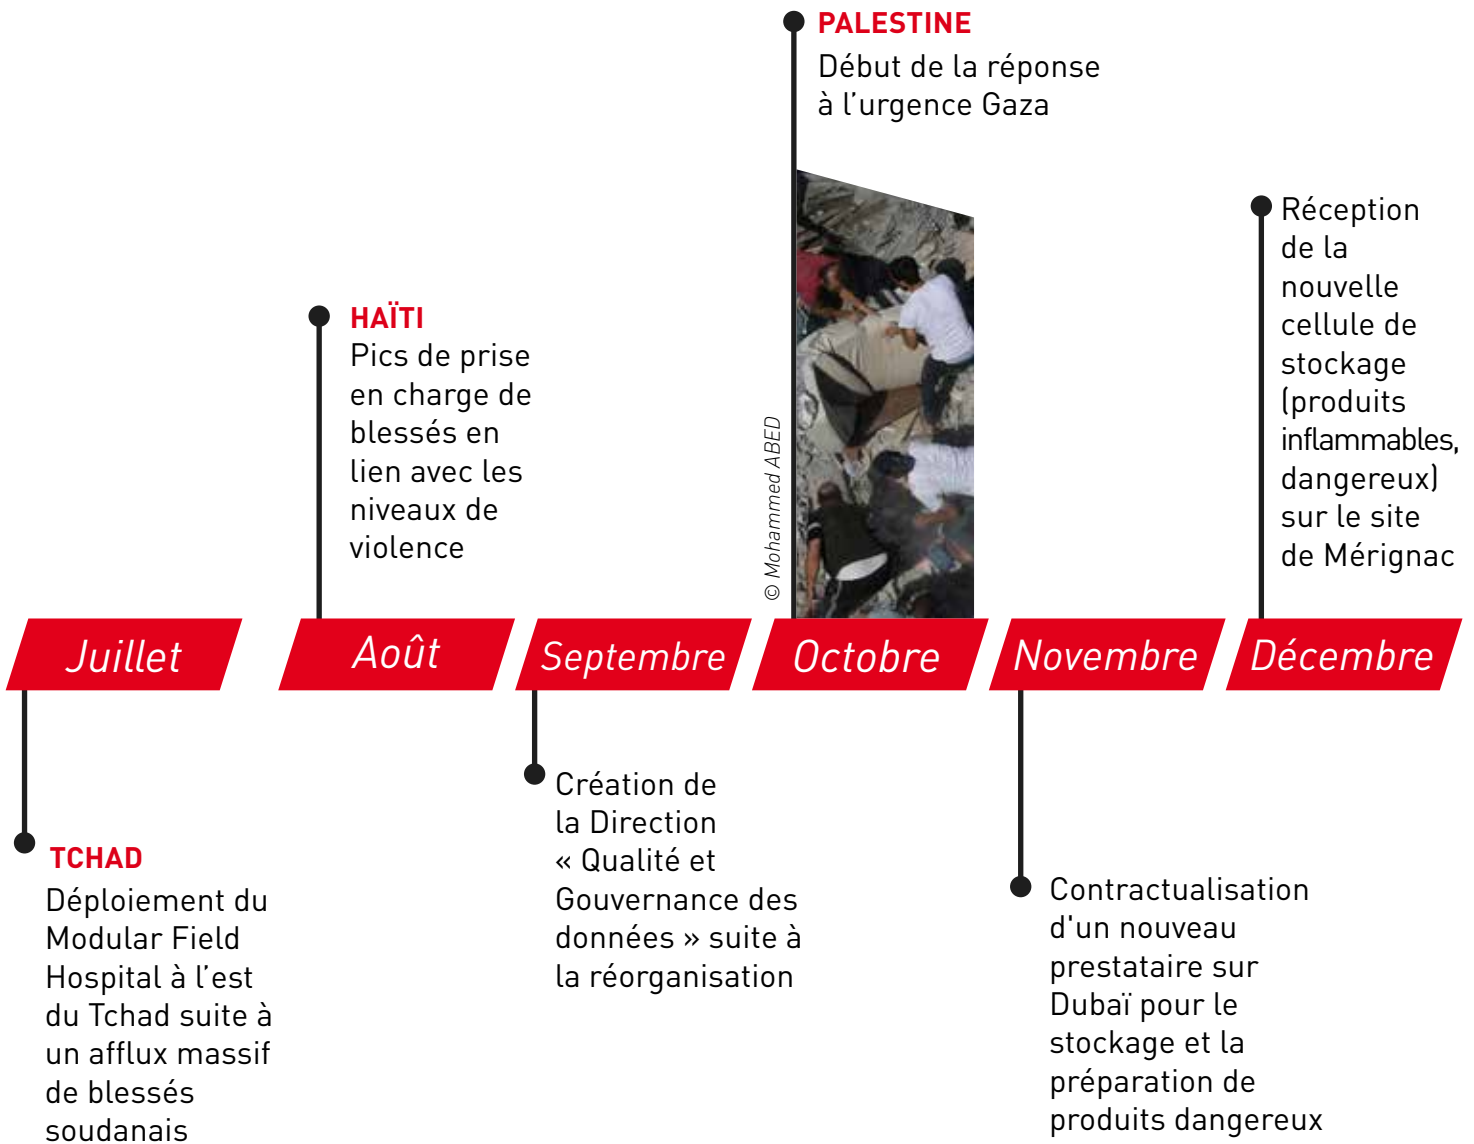 PALESTINE
Début de la réponse
à l’urgence Gaza
Réception
de la
nouvelle
cellule de
stockage
(produits
inflammables,
dangereux)
sur le site
de Mérignac
HAÏTI
Pics de prise
en charge de
blessés en
lien avec les
niveaux de
violence
© Mohammed ABED
Juillet
Août
Septembre
Octobre
Novembre
Décembre
TCHAD
Déploiement du
Modular Field
Hospital à l’est
du Tchad suite à
un afflux massif
de blessés
soudanais
Création de
la Direction
« Qualité et
Gouvernance des
données » suite à
la réorganisation
Contractualisation
d'un nouveau
prestataire sur
Dubaï pour le
stockage et la
préparation de
produits dangereux